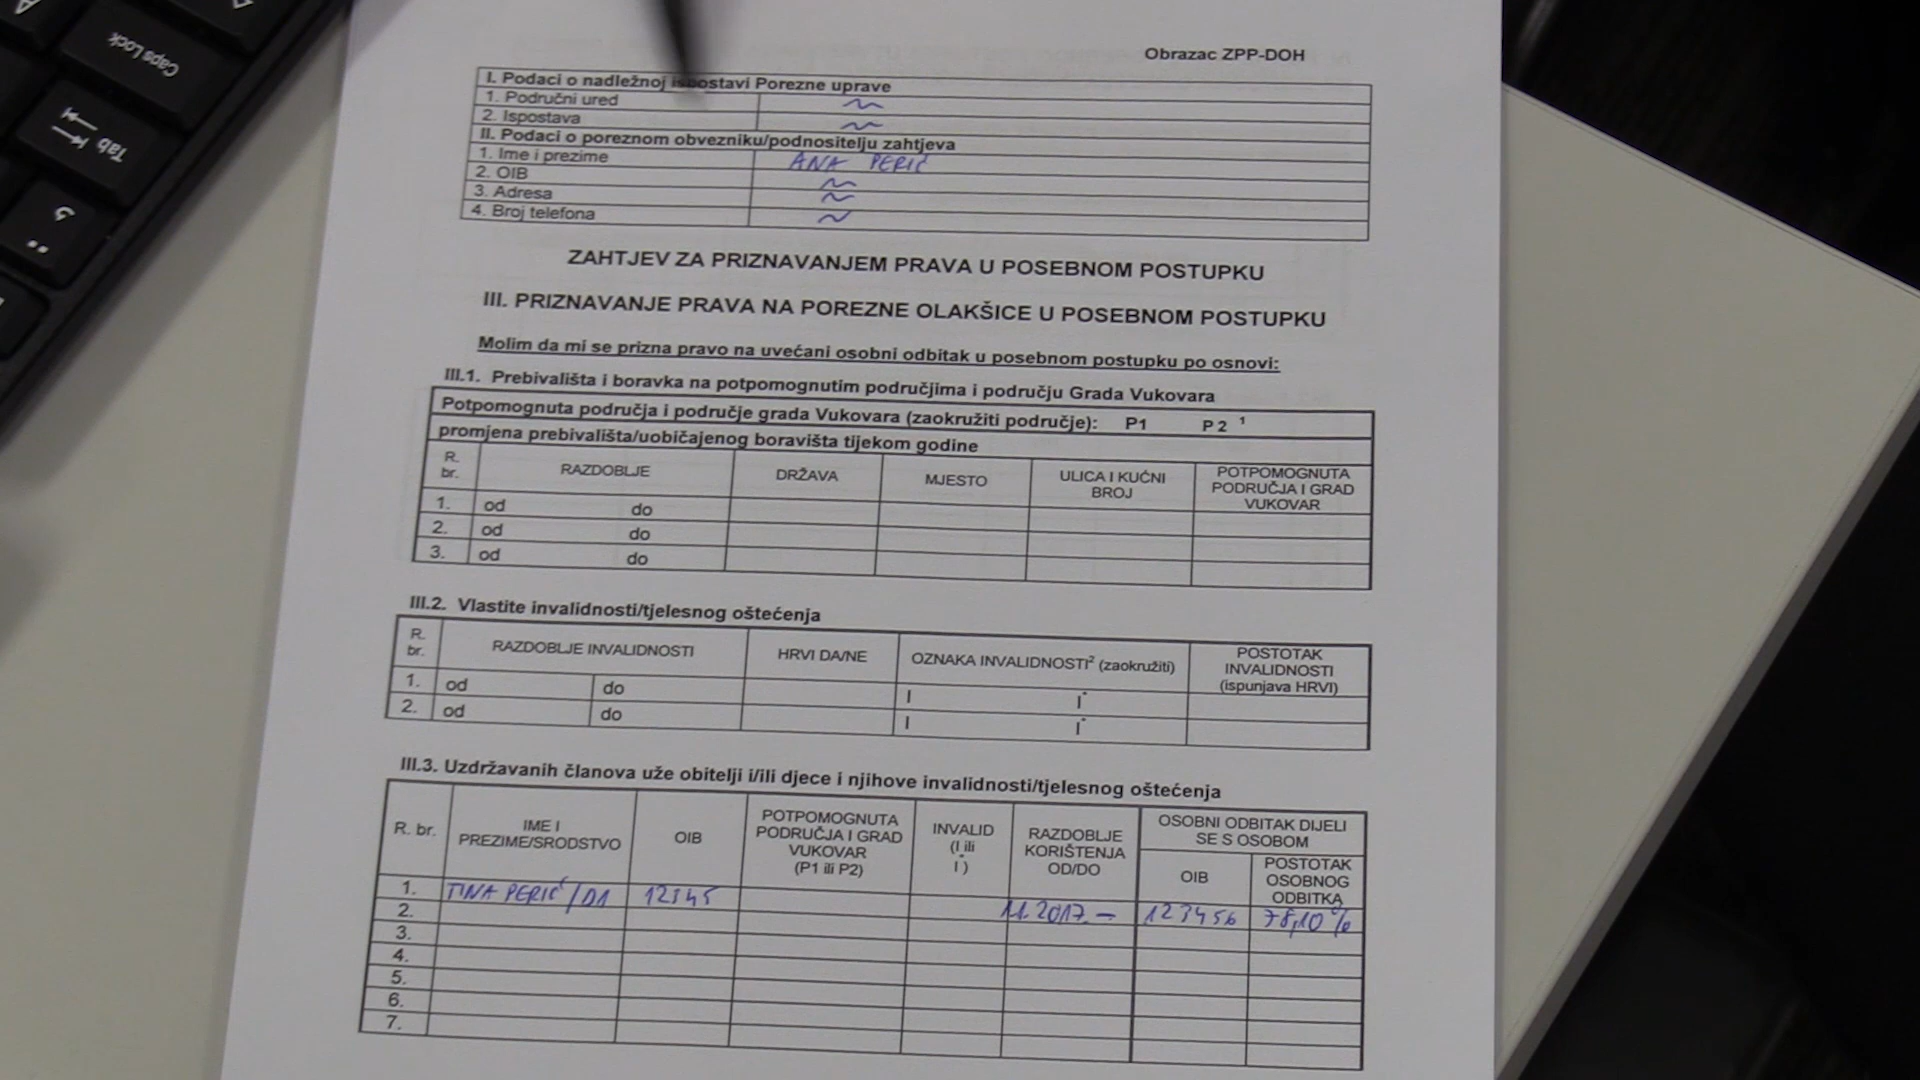 Caps Lock
Tab
Obrazac ZPP-DOH
I. Podaci o nadležnoj ispostavi Porezne uprave
1. Područni ured
2. Ispostava
II. Podaci o poreznom obvezniku/podnositelju zahtjeva
1. Ime i prezime ANA PERIĆ
2. OIB
3. Adresa
4. Broj telefona
ZAHTJEV ZA PRIZNAVANJEM PRAVA U POSEBNOM POSTUPKU
III. PRIZNAVANJE PRAVA NA POREZNE OLAKŠICE U POSEBNOM POSTUPKU
Molim da mi se prizna pravo na uvećani osobni odbitak u posebnom postupku po osnovi:
III.1. Prebivališta i boravka na potpomognutim područjima i području Grada Vukovara
Potpomognuta područja i područje grada Vukovara (zaokružiti područje): P1 P2 ¹
promjena prebivališta/uobičajenog boravišta tijekom godine
R. br. RAZDOBLJE DRŽAVA MJESTO ULICA I KUĆNI BROJ POTPOMOGNUTA PODRUČJA I GRAD VUKOVAR
1. od do
2. od do
3. od do
III.2. Vlastite invalidnosti/tjelesnog oštećenja
R. br. RAZDOBLJE INVALIDNOSTI HRVI DA/NE OZNAKA INVALIDNOSTI² (zaokružiti) POSTOTAK INVALIDNOSTI (ispunjava HRVI)
1. od do I I*
2. od do I I*
III.3. Uzdržavanih članova uže obitelji i/ili djece i njihove invalidnosti/tjelesnog oštećenja
R. br. IME I PREZIME/SRODSTVO OIB POTPOMOGNUTA PODRUČJA I GRAD VUKOVAR (P1 ili P2) INVALID (I ili I*) RAZDOBLJE KORIŠTENJA OD/DO OSOBNI ODBITAK DIJELI SE S OSOBOM OIB POSTOTAK OSOBNOG ODBITKA
1. TINA PERIĆ/D1 12345 11.2017. – 123456 78,10%
2.
3.
4.
5.
6.
7.